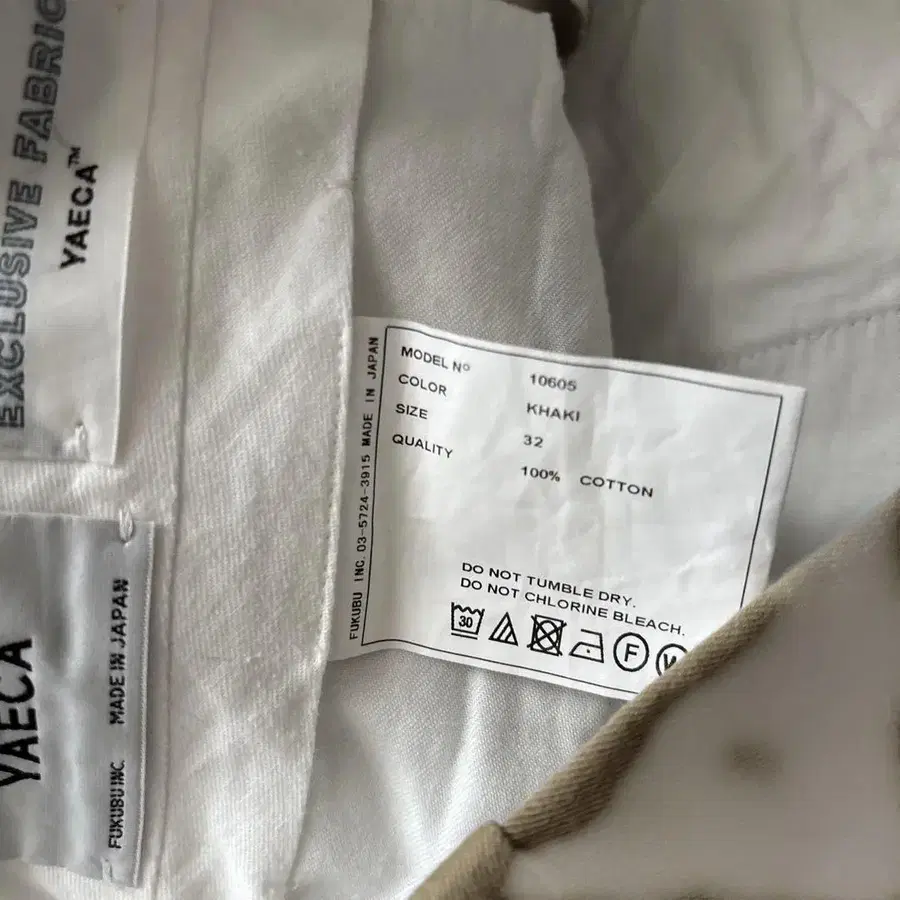 EXCLUSIVE FABRIC
YAECA™
YAECA
FUKUBU INC. MADE IN JAPAN
FUKUBU INC. 03-5724-3915 MADE IN JAPAN
MODEL Nº 10605
COLOR KHAKI
SIZE 32
QUALITY 100% COTTON
DO NOT TUMBLE DRY.
DO NOT CHLORINE BLEACH.
30 F W